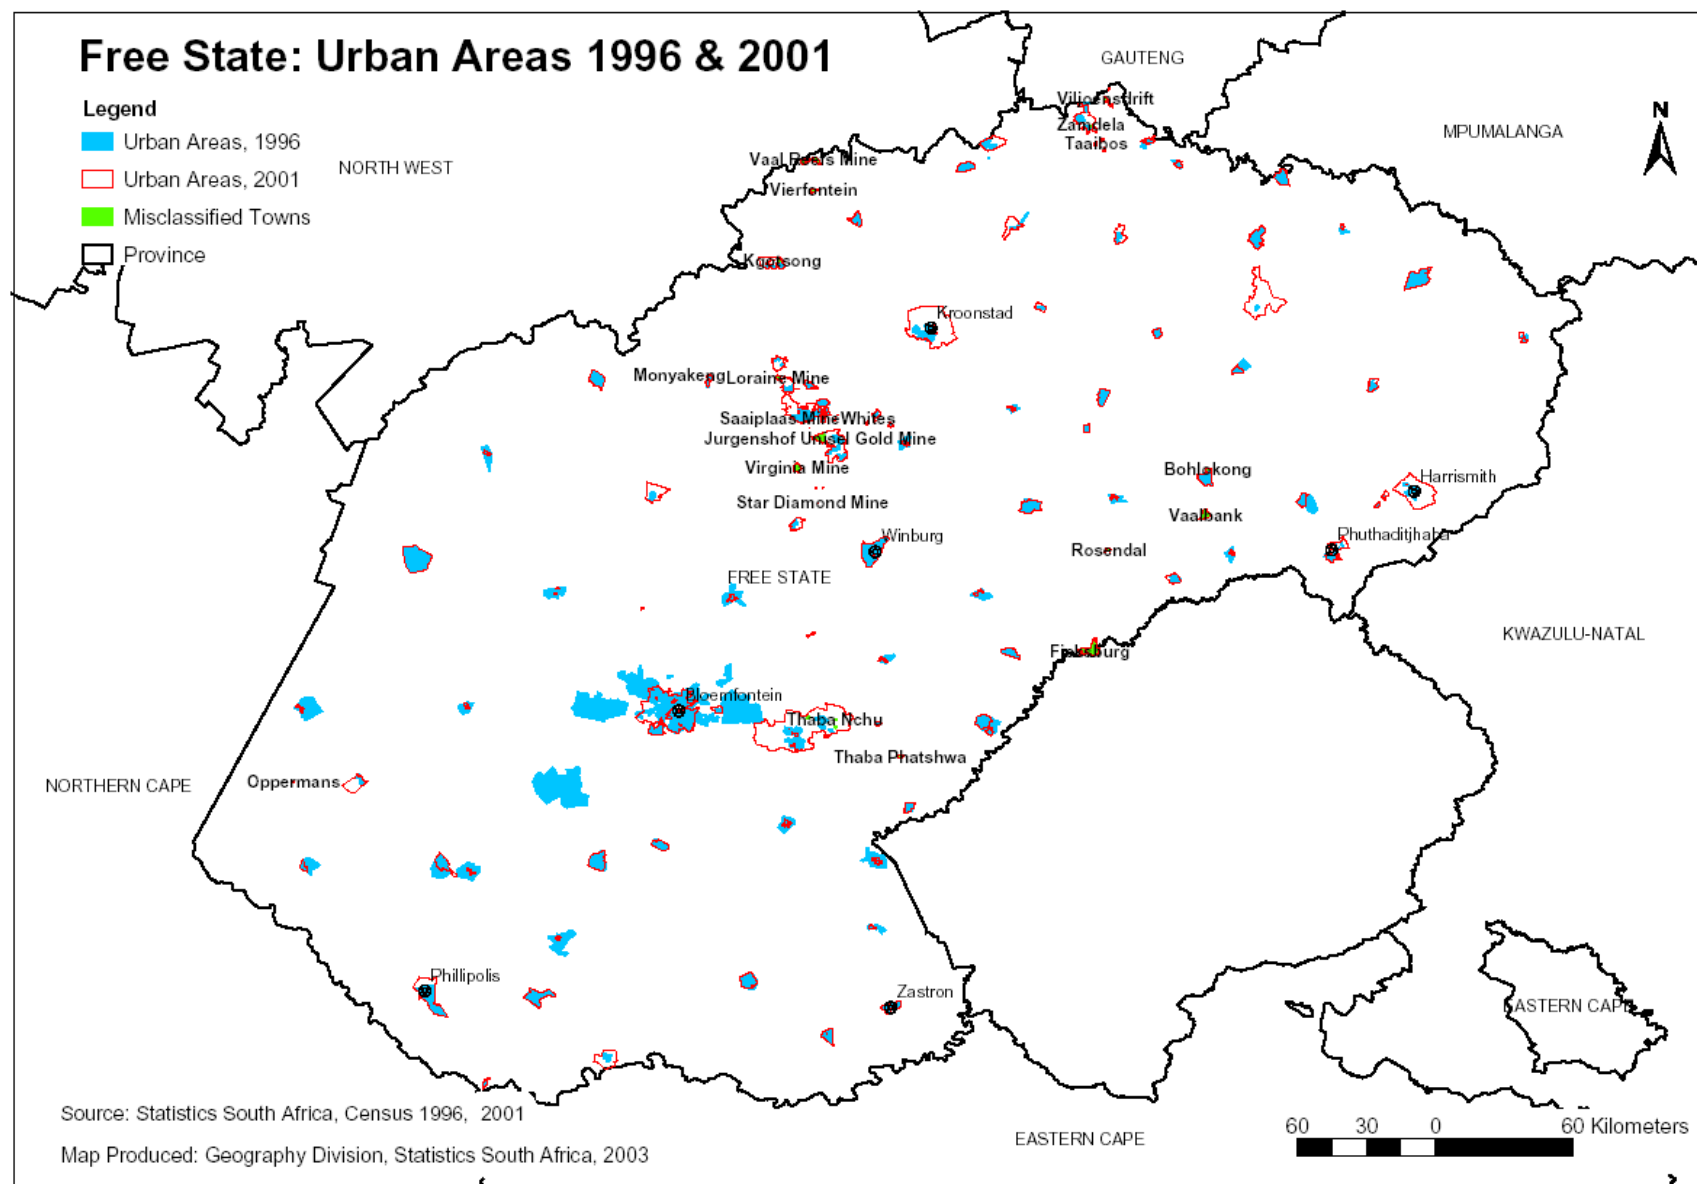 Free State: Urban Areas 1996 & 2001
Legend
Urban Areas, 1996
Urban Areas, 2001
Misclassified Towns
Province
GAUTENG
N
MPUMALANGA
NORTH WEST
Viljoensdrift
Zamdela
Taaibos
Vaal Reefs Mine
Vierfontein
Kgotsong
Kroonstad
Monyakeng
Loraine Mine
Saaiplaas Mine
Whites
Jurgenshof
Unisel Gold Mine
Virginia Mine
Star Diamond Mine
Bohlokong
Harrismith
Vaalbank
Phuthaditjhaba
Rosendal
Winburg
FREE STATE
KWAZULU-NATAL
Ficksburg
Bloemfontein
Thaba Nchu
Thaba Phatshwa
NORTHERN CAPE
Oppermans
Phillipolis
Zastron
EASTERN CAPE
Source: Statistics South Africa, Census 1996, 2001
Map Produced: Geography Division, Statistics South Africa, 2003
EASTERN CAPE
60 30 0 60 Kilometers